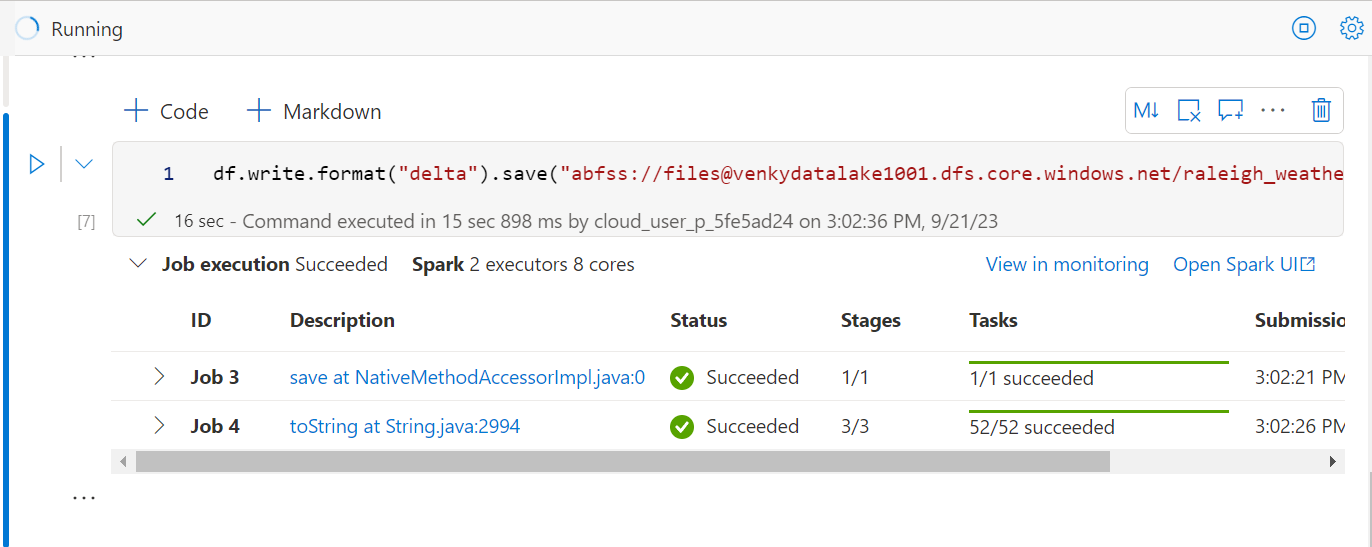 Running
...
+ Code + Markdown
M↓ ...
1 df.write.format("delta").save("abfss://files@venkydatalake1001.dfs.core.windows.net/raleigh_weathe
[7] 16 sec - Command executed in 15 sec 898 ms by cloud_user_p_5fe5ad24 on 3:02:36 PM, 9/21/23
Job execution Succeeded Spark 2 executors 8 cores View in monitoring Open Spark UI
ID Description Status Stages Tasks Submissio
Job 3 save at NativeMethodAccessorImpl.java:0 Succeeded 1/1 1/1 succeeded 3:02:21 PM
Job 4 toString at String.java:2994 Succeeded 3/3 52/52 succeeded 3:02:26 PM
...